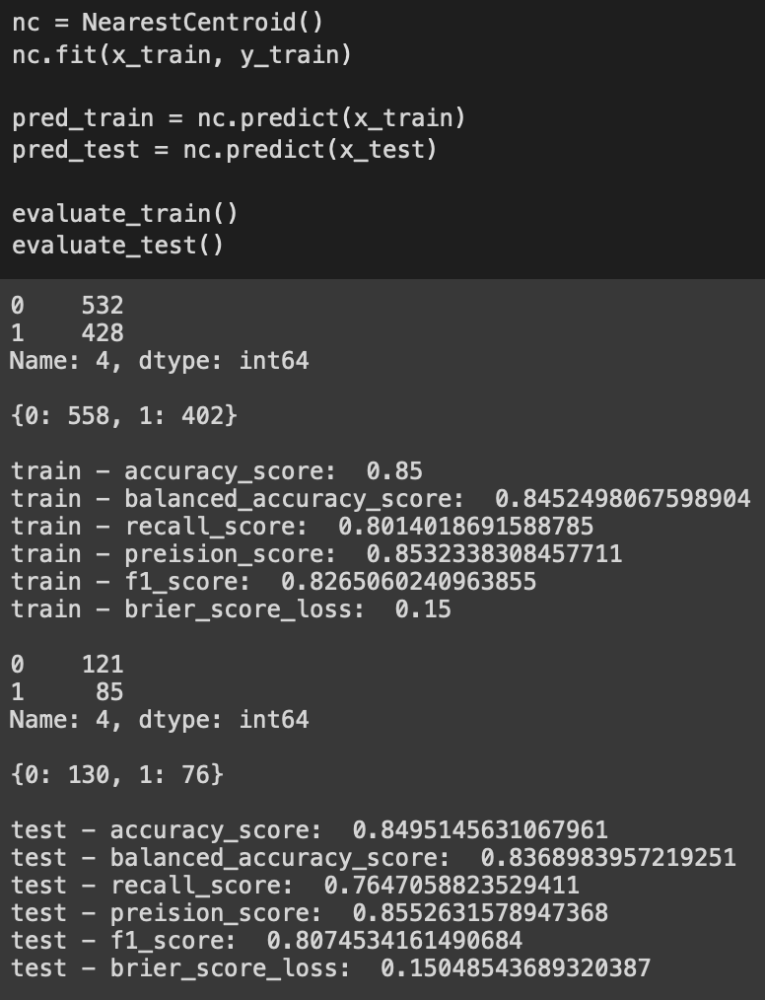 nc = NearestCentroid()
nc.fit(x_train, y_train)
pred_train = nc.predict(x_train)
pred_test = nc.predict(x_test)
evaluate_train()
evaluate_test()
0    532
1    428
Name: 4, dtype: int64
{0: 558, 1: 402}
train – accuracy_score:  0.85
train – balanced_accuracy_score:  0.8452498067598904
train – recall_score:  0.8014018691588785
train – preision_score:  0.8532338308457711
train – f1_score:  0.8265060240963855
train – brier_score_loss:  0.15
0    121
1     85
Name: 4, dtype: int64
{0: 130, 1: 76}
test – accuracy_score:  0.8495145631067961
test – balanced_accuracy_score:  0.8368983957219251
test – recall_score:  0.7647058823529411
test – preision_score:  0.8552631578947368
test – f1_score:  0.8074534161490684
test – brier_score_loss:  0.15048543689320387